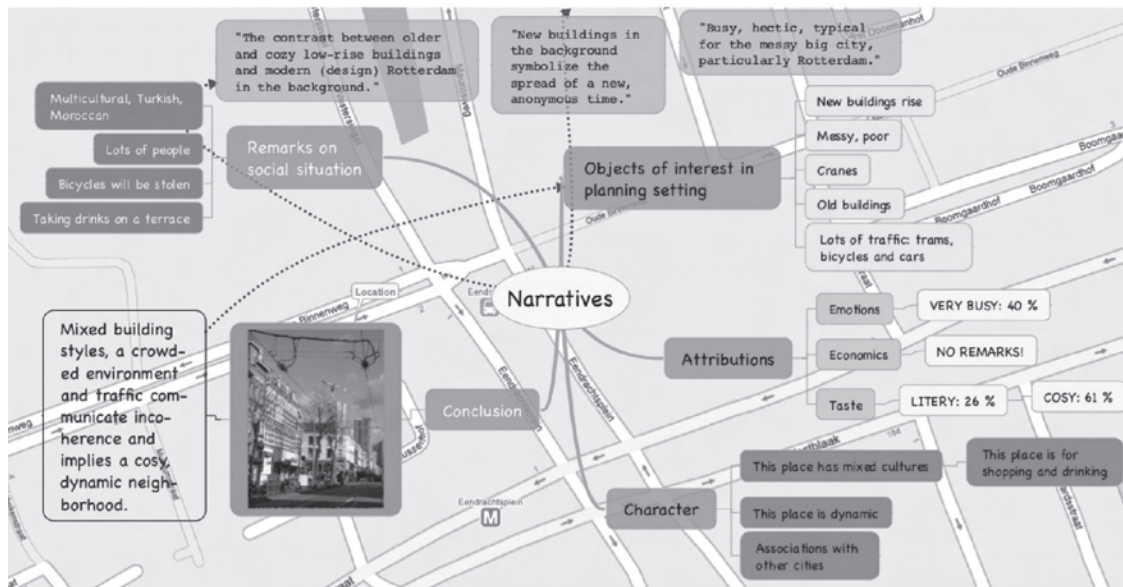 "The contrast between older
and cozy low-rise buildings
and modern (design) Rotterdam
in the background."
"New buildings in
the background
symbolize the
spread of a new,
anonymous time."
"Busy, hectic, typical
for the messy big city,
particularly Rotterdam."
Doormanhof
Oude Binnenweg
Mauritsweg
Watersingel
Multicultural, Turkish,
Moroccan
Lots of people
Bicycles will be stolen
Taking drinks on a terrace
Remarks on
social situation
Objects of interest in
planning setting
New buildings rise
Messy, poor
Cranes
Old buildings
Lots of traffic: trams,
bicycles and cars
Boomgaardhof
Boomgaardhof
Oude
Narratives
Location
Binnenweg
Mixed building
styles, a crowd-
ed environment
and traffic com-
municate inco-
herence and
implies a cosy,
dynamic neigh-
borhood.
Conclusion
Eendrachtsplein
Attributions
Emotions
VERY BUSY: 40 %
Economics
NO REMARKS!
Taste
LITERY: 26 %
COSY: 61 %
Character
This place has mixed cultures
This place is for
shopping and drinking
This place is dynamic
Associations with
other cities
Eendrachtsplein
M